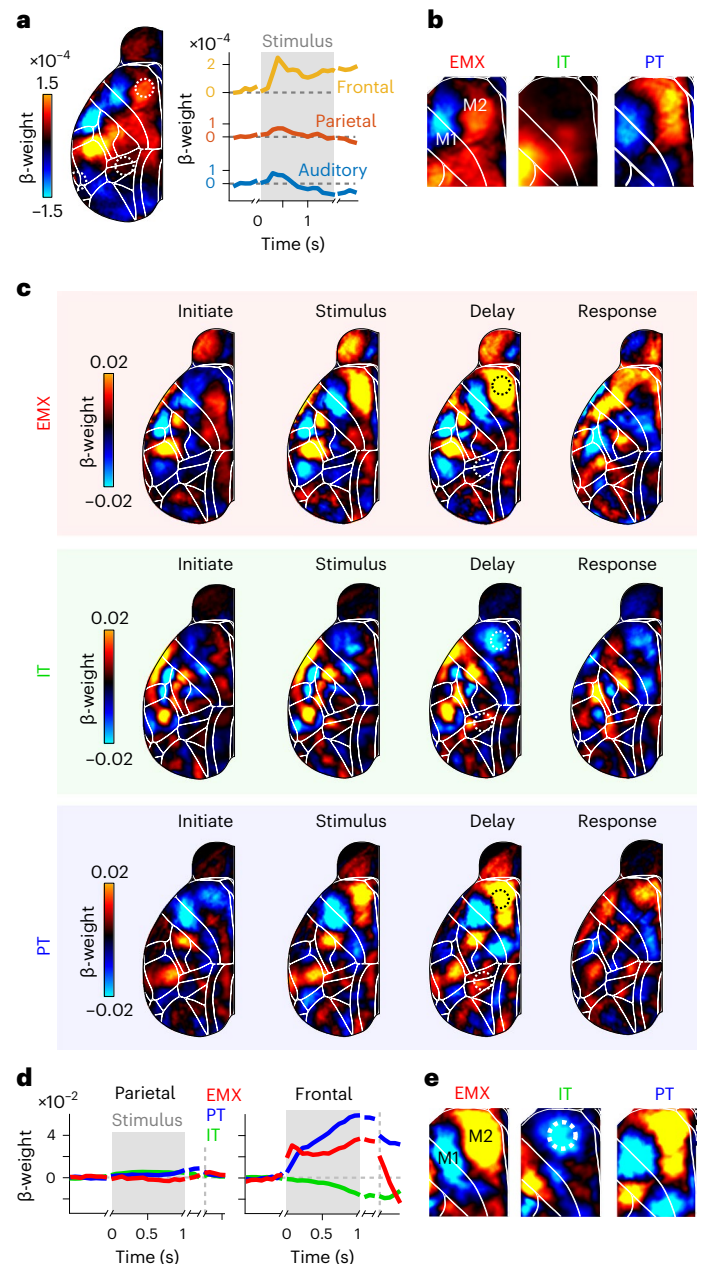 a
×10⁻⁴
1.5
β-weight
−1.5
×10⁻⁴
Stimulus
2
0
Frontal
β-weight
1
0
Parietal
1
0
Auditory
0 1
Time (s)
b
EMX IT PT
M2
M1
c
EMX
Initiate Stimulus Delay Response
0.02
β-weight
−0.02
IT
Initiate Stimulus Delay Response
0.02
β-weight
−0.02
PT
Initiate Stimulus Delay Response
0.02
β-weight
−0.02
d
×10⁻²
Parietal
Stimulus
EMX
PT
IT
Frontal
β-weight
4
0
0 0.5 1
Time (s)
0 0.5 1
Time (s)
e
EMX IT PT
M2
M1